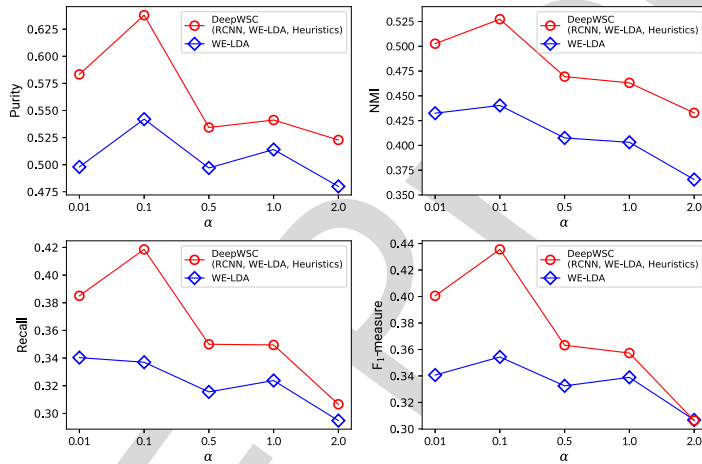 0.625
0.600
0.575
0.550
0.525
0.500
0.475
Purity
DeepWSC
(RCNN, WE-LDA, Heuristics)
WE-LDA
0.01
0.1
0.5
1.0
2.0
α
0.525
0.500
0.475
0.450
0.425
0.400
0.375
0.350
NMI
DeepWSC
(RCNN, WE-LDA, Heuristics)
WE-LDA
0.01
0.1
0.5
1.0
2.0
α
0.42
0.40
0.38
0.36
0.34
0.32
0.30
Recall
DeepWSC
(RCNN, WE-LDA, Heuristics)
WE-LDA
0.01
0.1
0.5
1.0
2.0
α
0.44
0.42
0.40
0.38
0.36
0.34
0.32
0.30
F1-measure
DeepWSC
(RCNN, WE-LDA, Heuristics)
WE-LDA
0.01
0.1
0.5
1.0
2.0
α